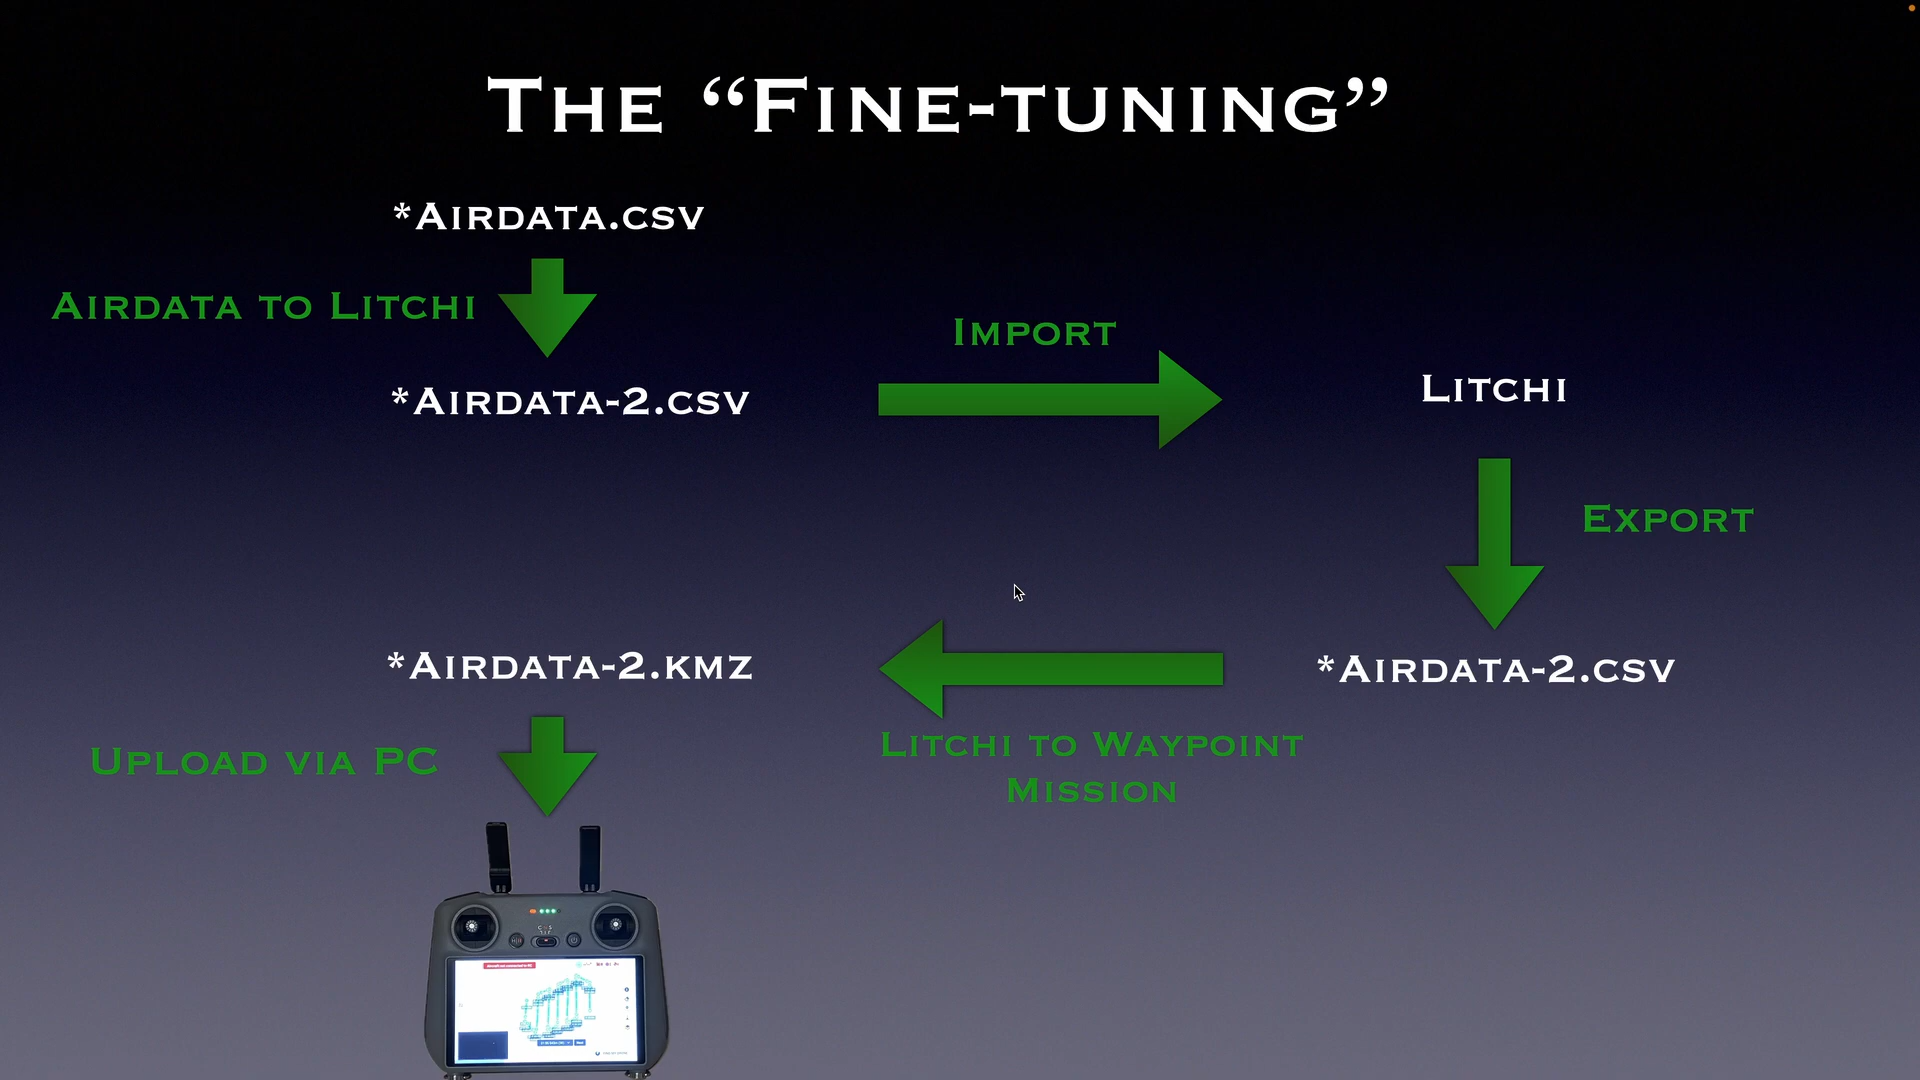 The “Fine-tuning”
*Airdata.csv
Airdata to Litchi
Import
*Airdata-2.csv
Litchi
Export
*Airdata-2.kmz
*Airdata-2.csv
Upload via PC
Litchi to Waypoint
Mission